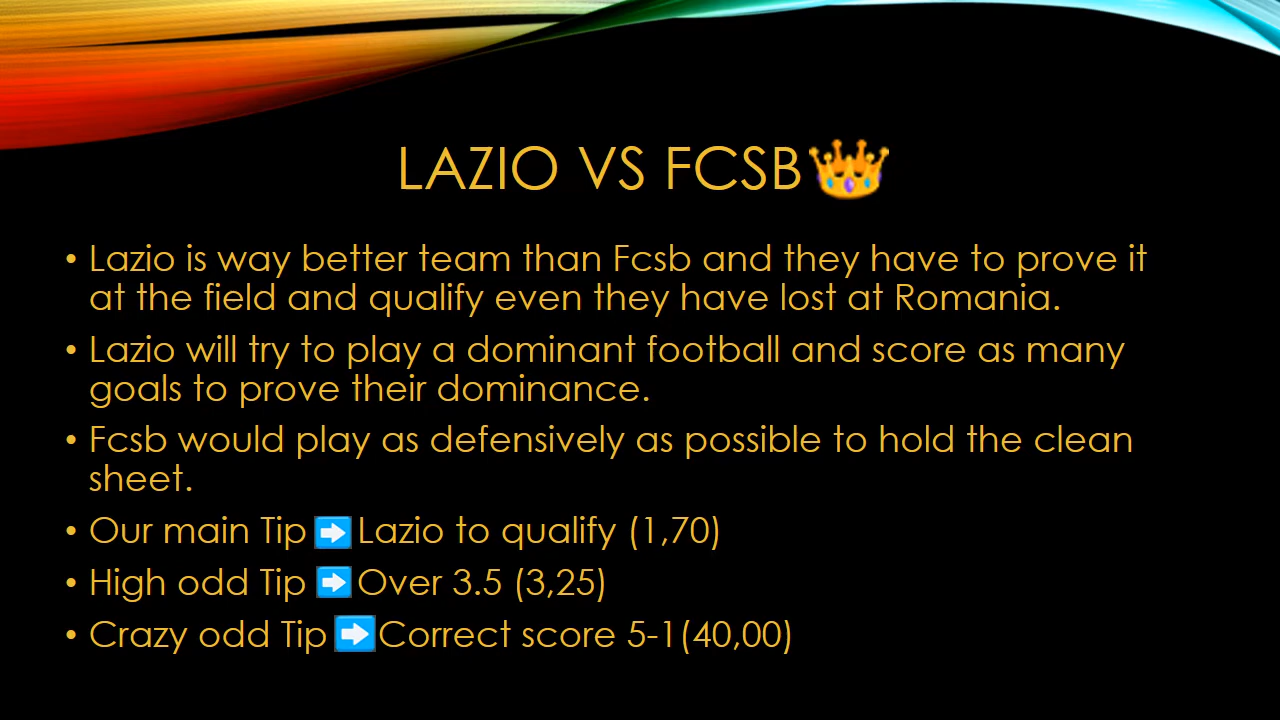 LAZIO VS FCSB👑
• Lazio is way better team than Fcsb and they have to prove it
at the field and qualify even they have lost at Romania.
• Lazio will try to play a dominant football and score as many
goals to prove their dominance.
• Fcsb would play as defensively as possible to hold the clean
sheet.
• Our main Tip ➡️ Lazio to qualify (1,70)
• High odd Tip ➡️ Over 3.5 (3,25)
• Crazy odd Tip ➡️ Correct score 5-1(40,00)